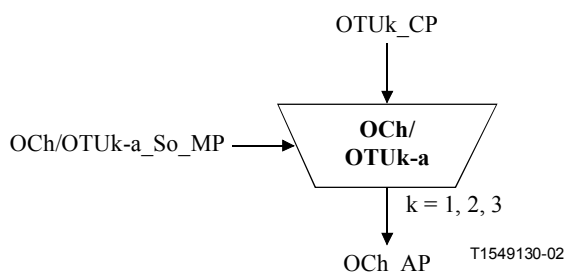 OTUk_CP
OCh/OTUk-a_So_MP
OCh/
OTUk-a
k = 1, 2, 3
OCh_AP
T1549130-02